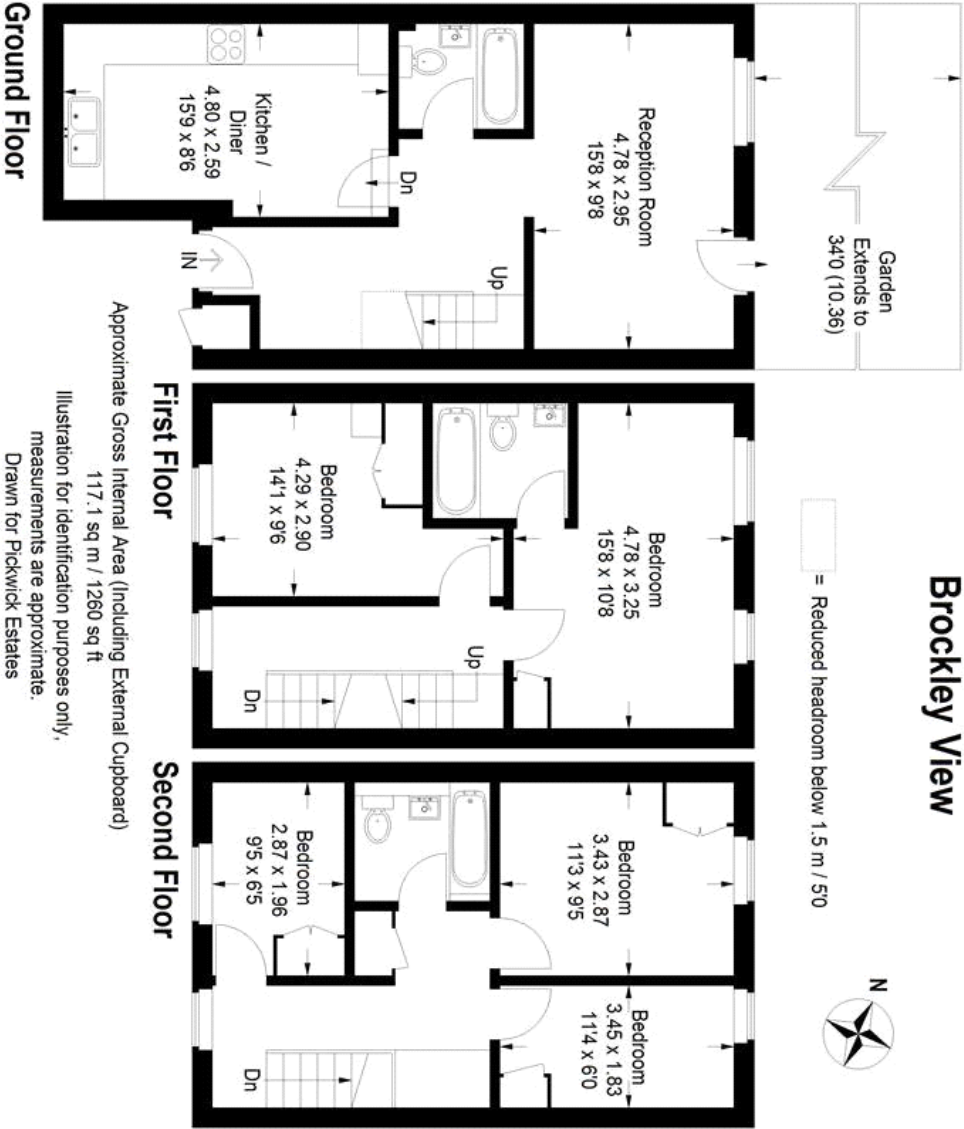 Brockley View
= Reduced headroom below 1.5 m / 5'0
N
Garden
Extends to
34'0 (10.36)
Reception Room
4.78 x 2.95
15'8 x 9'8
Up
Dn
Kitchen /
Diner
4.80 x 2.59
15'9 x 8'6
IN
Ground Floor
Bedroom
4.78 x 3.25
15'8 x 10'8
Up
Bedroom
4.29 x 2.90
14'1 x 9'6
Dn
First Floor
Bedroom
3.43 x 2.87
11'3 x 9'5
Bedroom
3.45 x 1.83
11'4 x 6'0
Bedroom
2.87 x 1.96
9'5 x 6'5
Dn
Second Floor
Approximate Gross Internal Area (Including External Cupboard)
117.1 sq m / 1260 sq ft
Illustration for identification purposes only,
measurements are approximate.
Drawn for Pickwick Estates